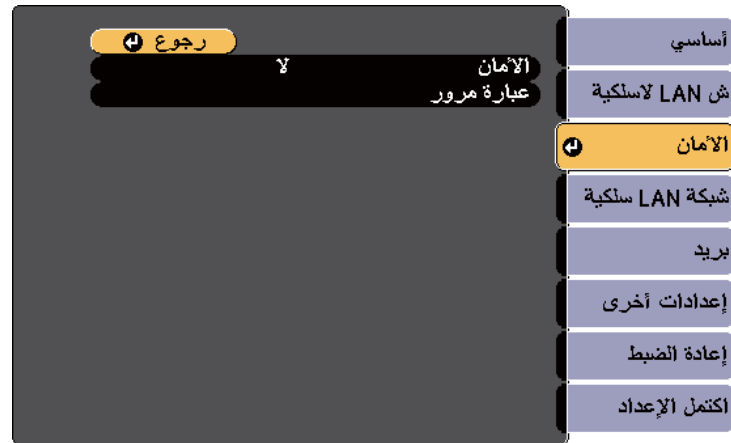 أساسي
ش LAN لاسلكية
الأمان
شبكة LAN سلكية
بريد
إعدادات أخرى
إعادة الضبط
اكتمل الإعداد
رجوع
الأمان لا
عبارة مرور